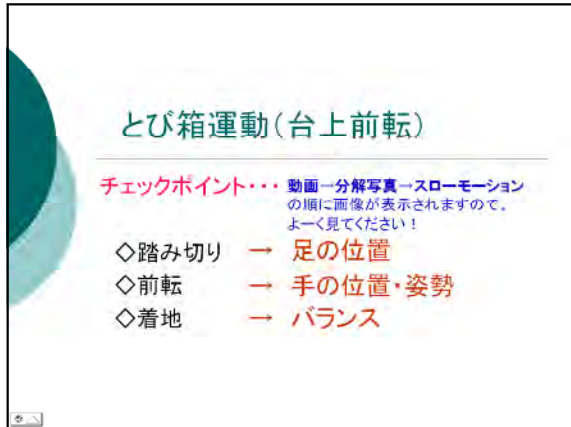 とび箱運動(台上前転)
チェックポイント・・・ 動画→分解写真→スローモーション
の順に画像が表示されますので、
よーく見てください!
◇踏み切り → 足の位置
◇前転 → 手の位置・姿勢
◇着地 → バランス